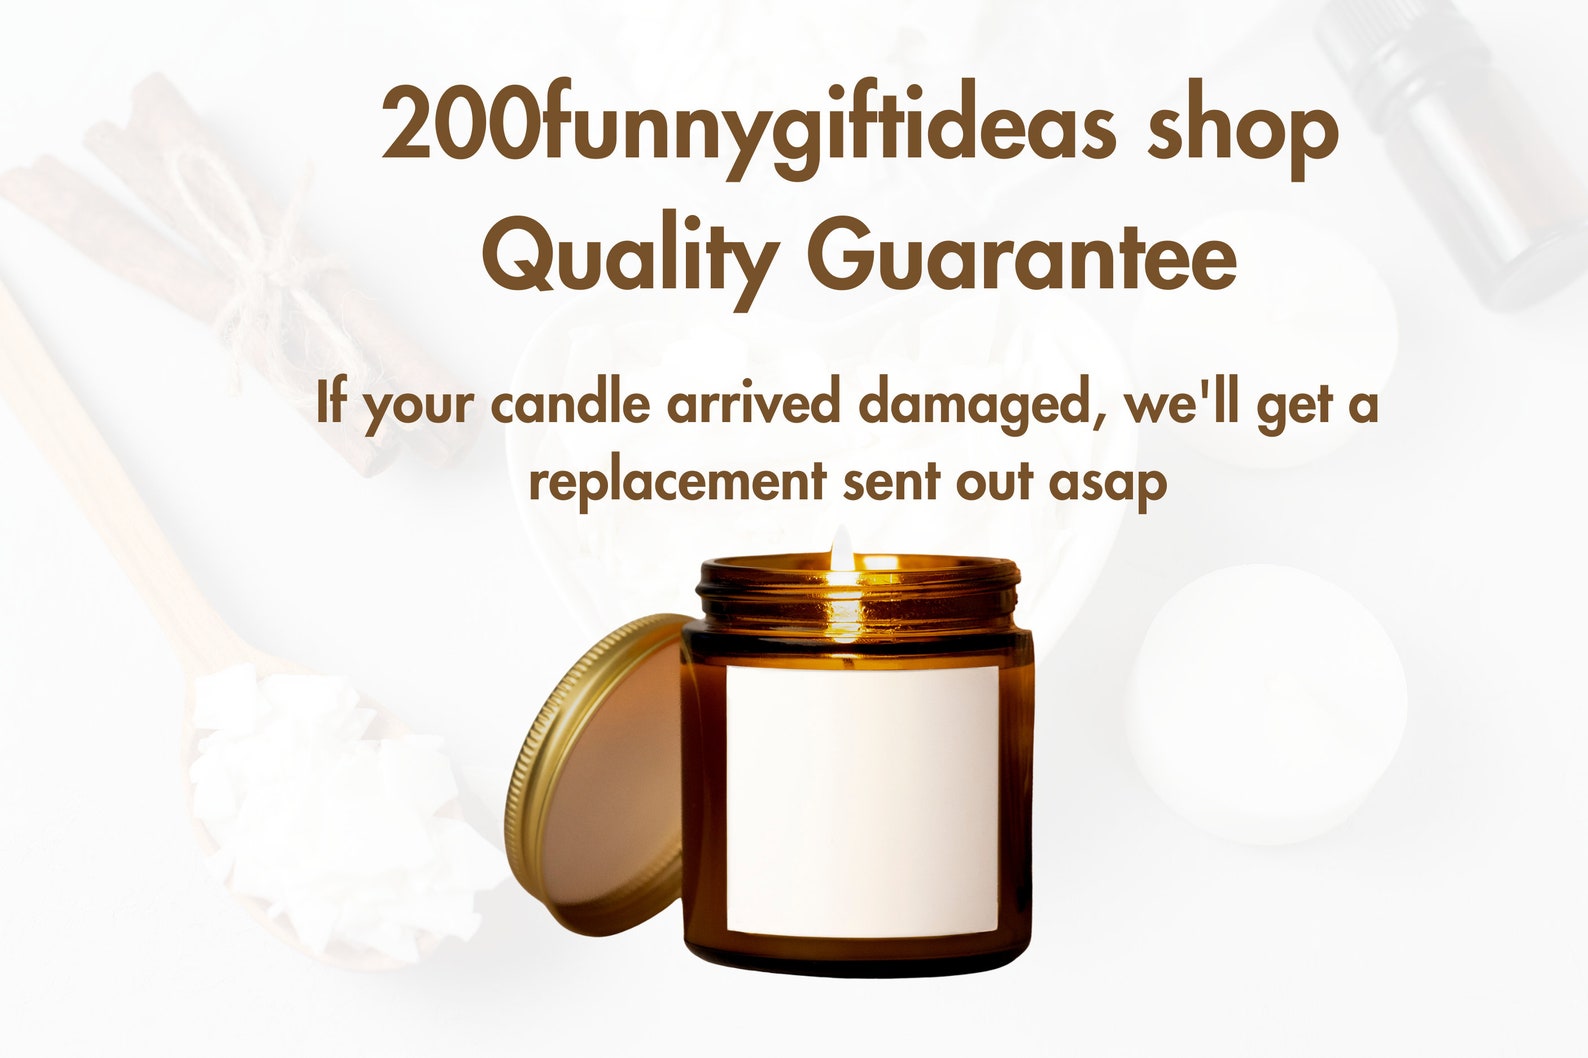 200funnygiftideas shop
Quality Guarantee
If your candle arrived damaged, we'll get a
replacement sent out asap